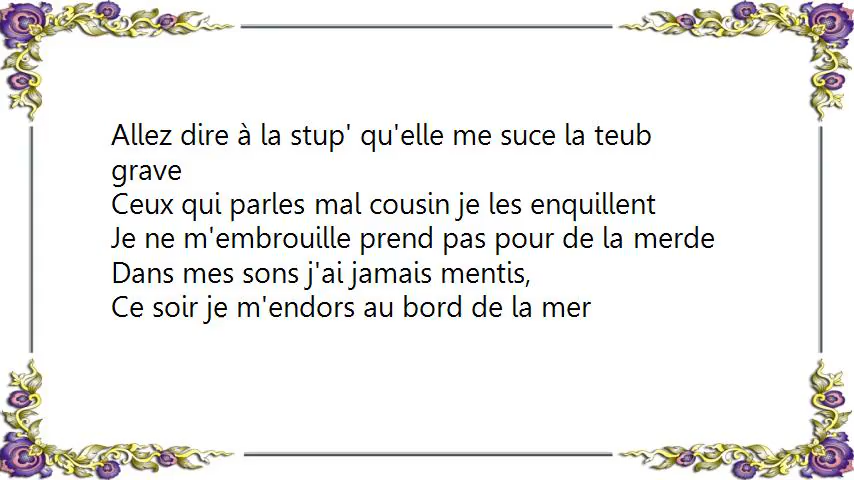 Allez dire à la stup' qu'elle me suce la teub
grave
Ceux qui parles mal cousin je les enquillent
Je ne m'embrouille prend pas pour de la merde
Dans mes sons j'ai jamais mentis,
Ce soir je m'endors au bord de la mer